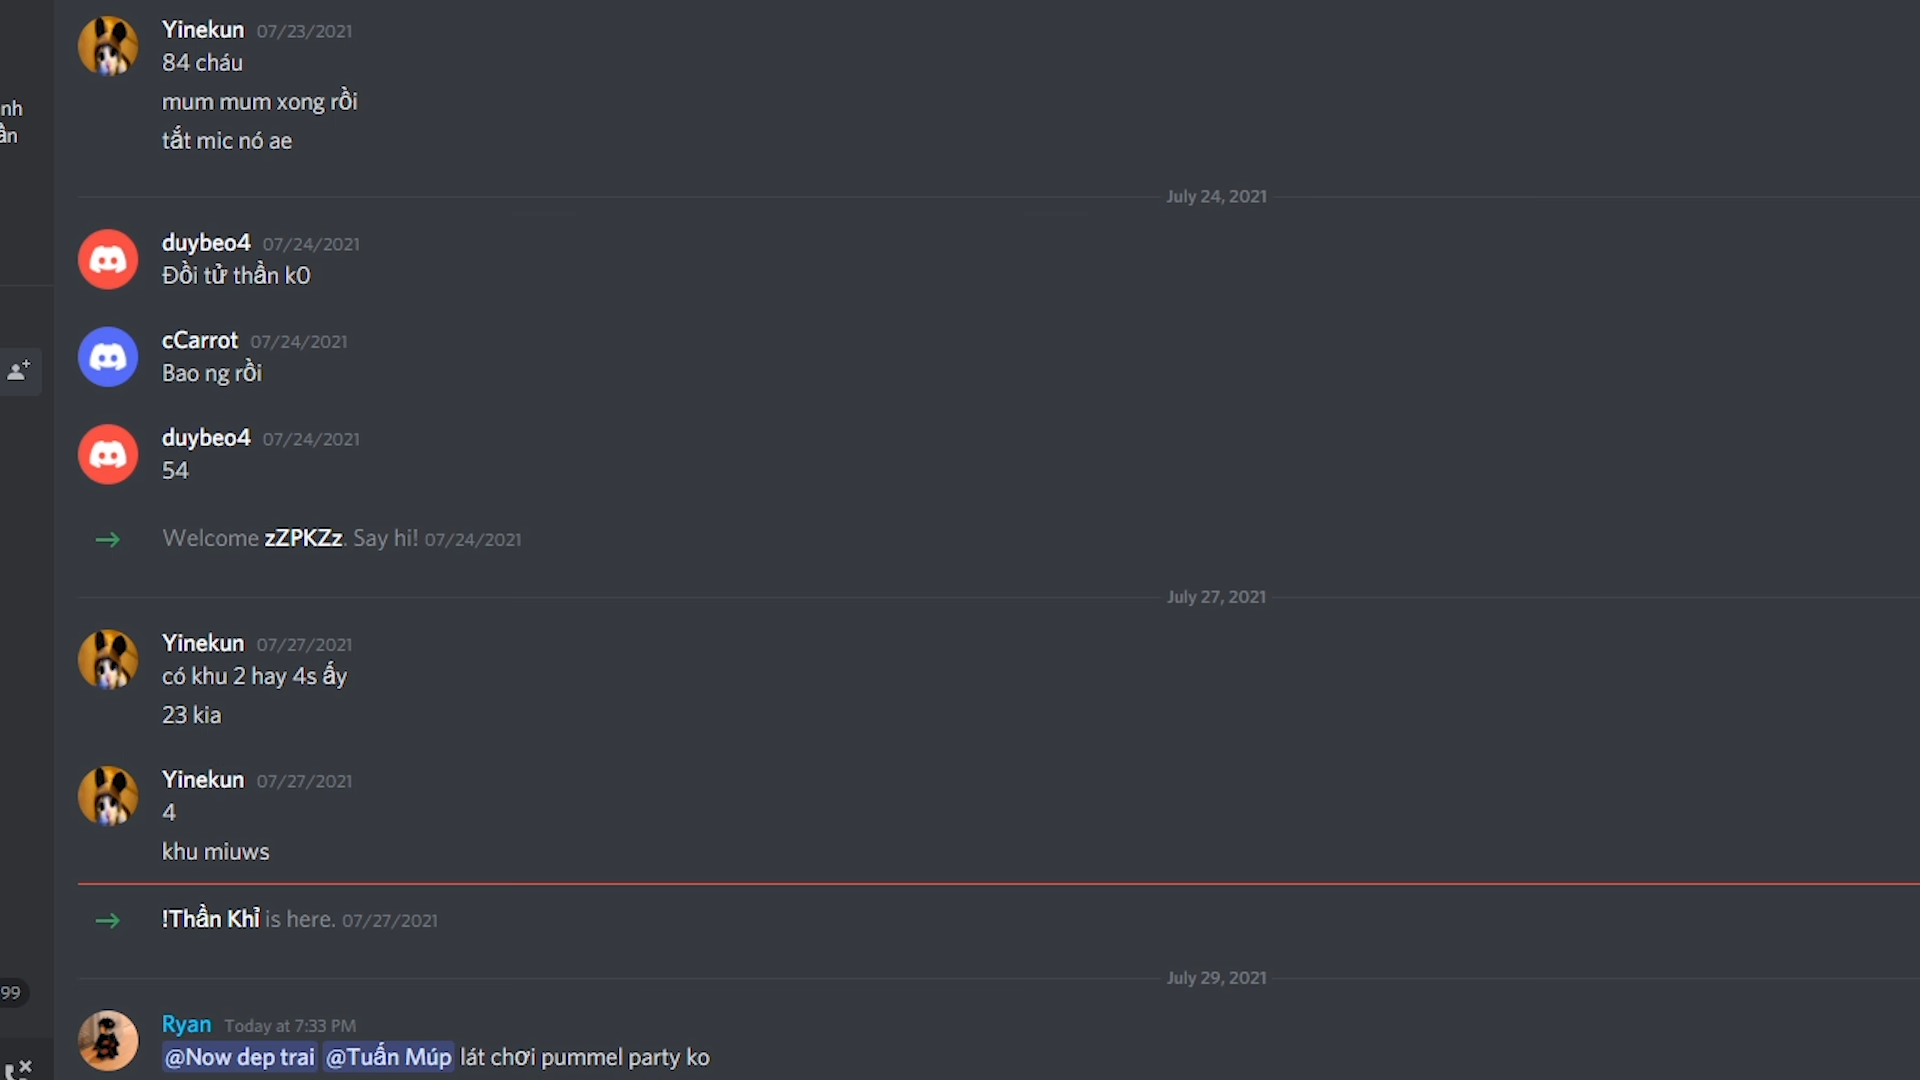 Yinekun 07/23/2021
84 cháu
mum mum xong rồi
tắt mic nó ae
nh
ần
July 24, 2021
duybeo4 07/24/2021
Đồi tử thần k0
cCarrot 07/24/2021
Bao ng rồi
duybeo4 07/24/2021
54
Welcome zZPKZz. Say hi! 07/24/2021
July 27, 2021
Yinekun 07/27/2021
có khu 2 hay 4s ấy
23 kia
Yinekun 07/27/2021
4
khu miuws
!Thần Khỉ is here. 07/27/2021
July 29, 2021
99
Ryan Today at 7:33 PM
@Now dep trai @Tuấn Múp lát chơi pummel party ko